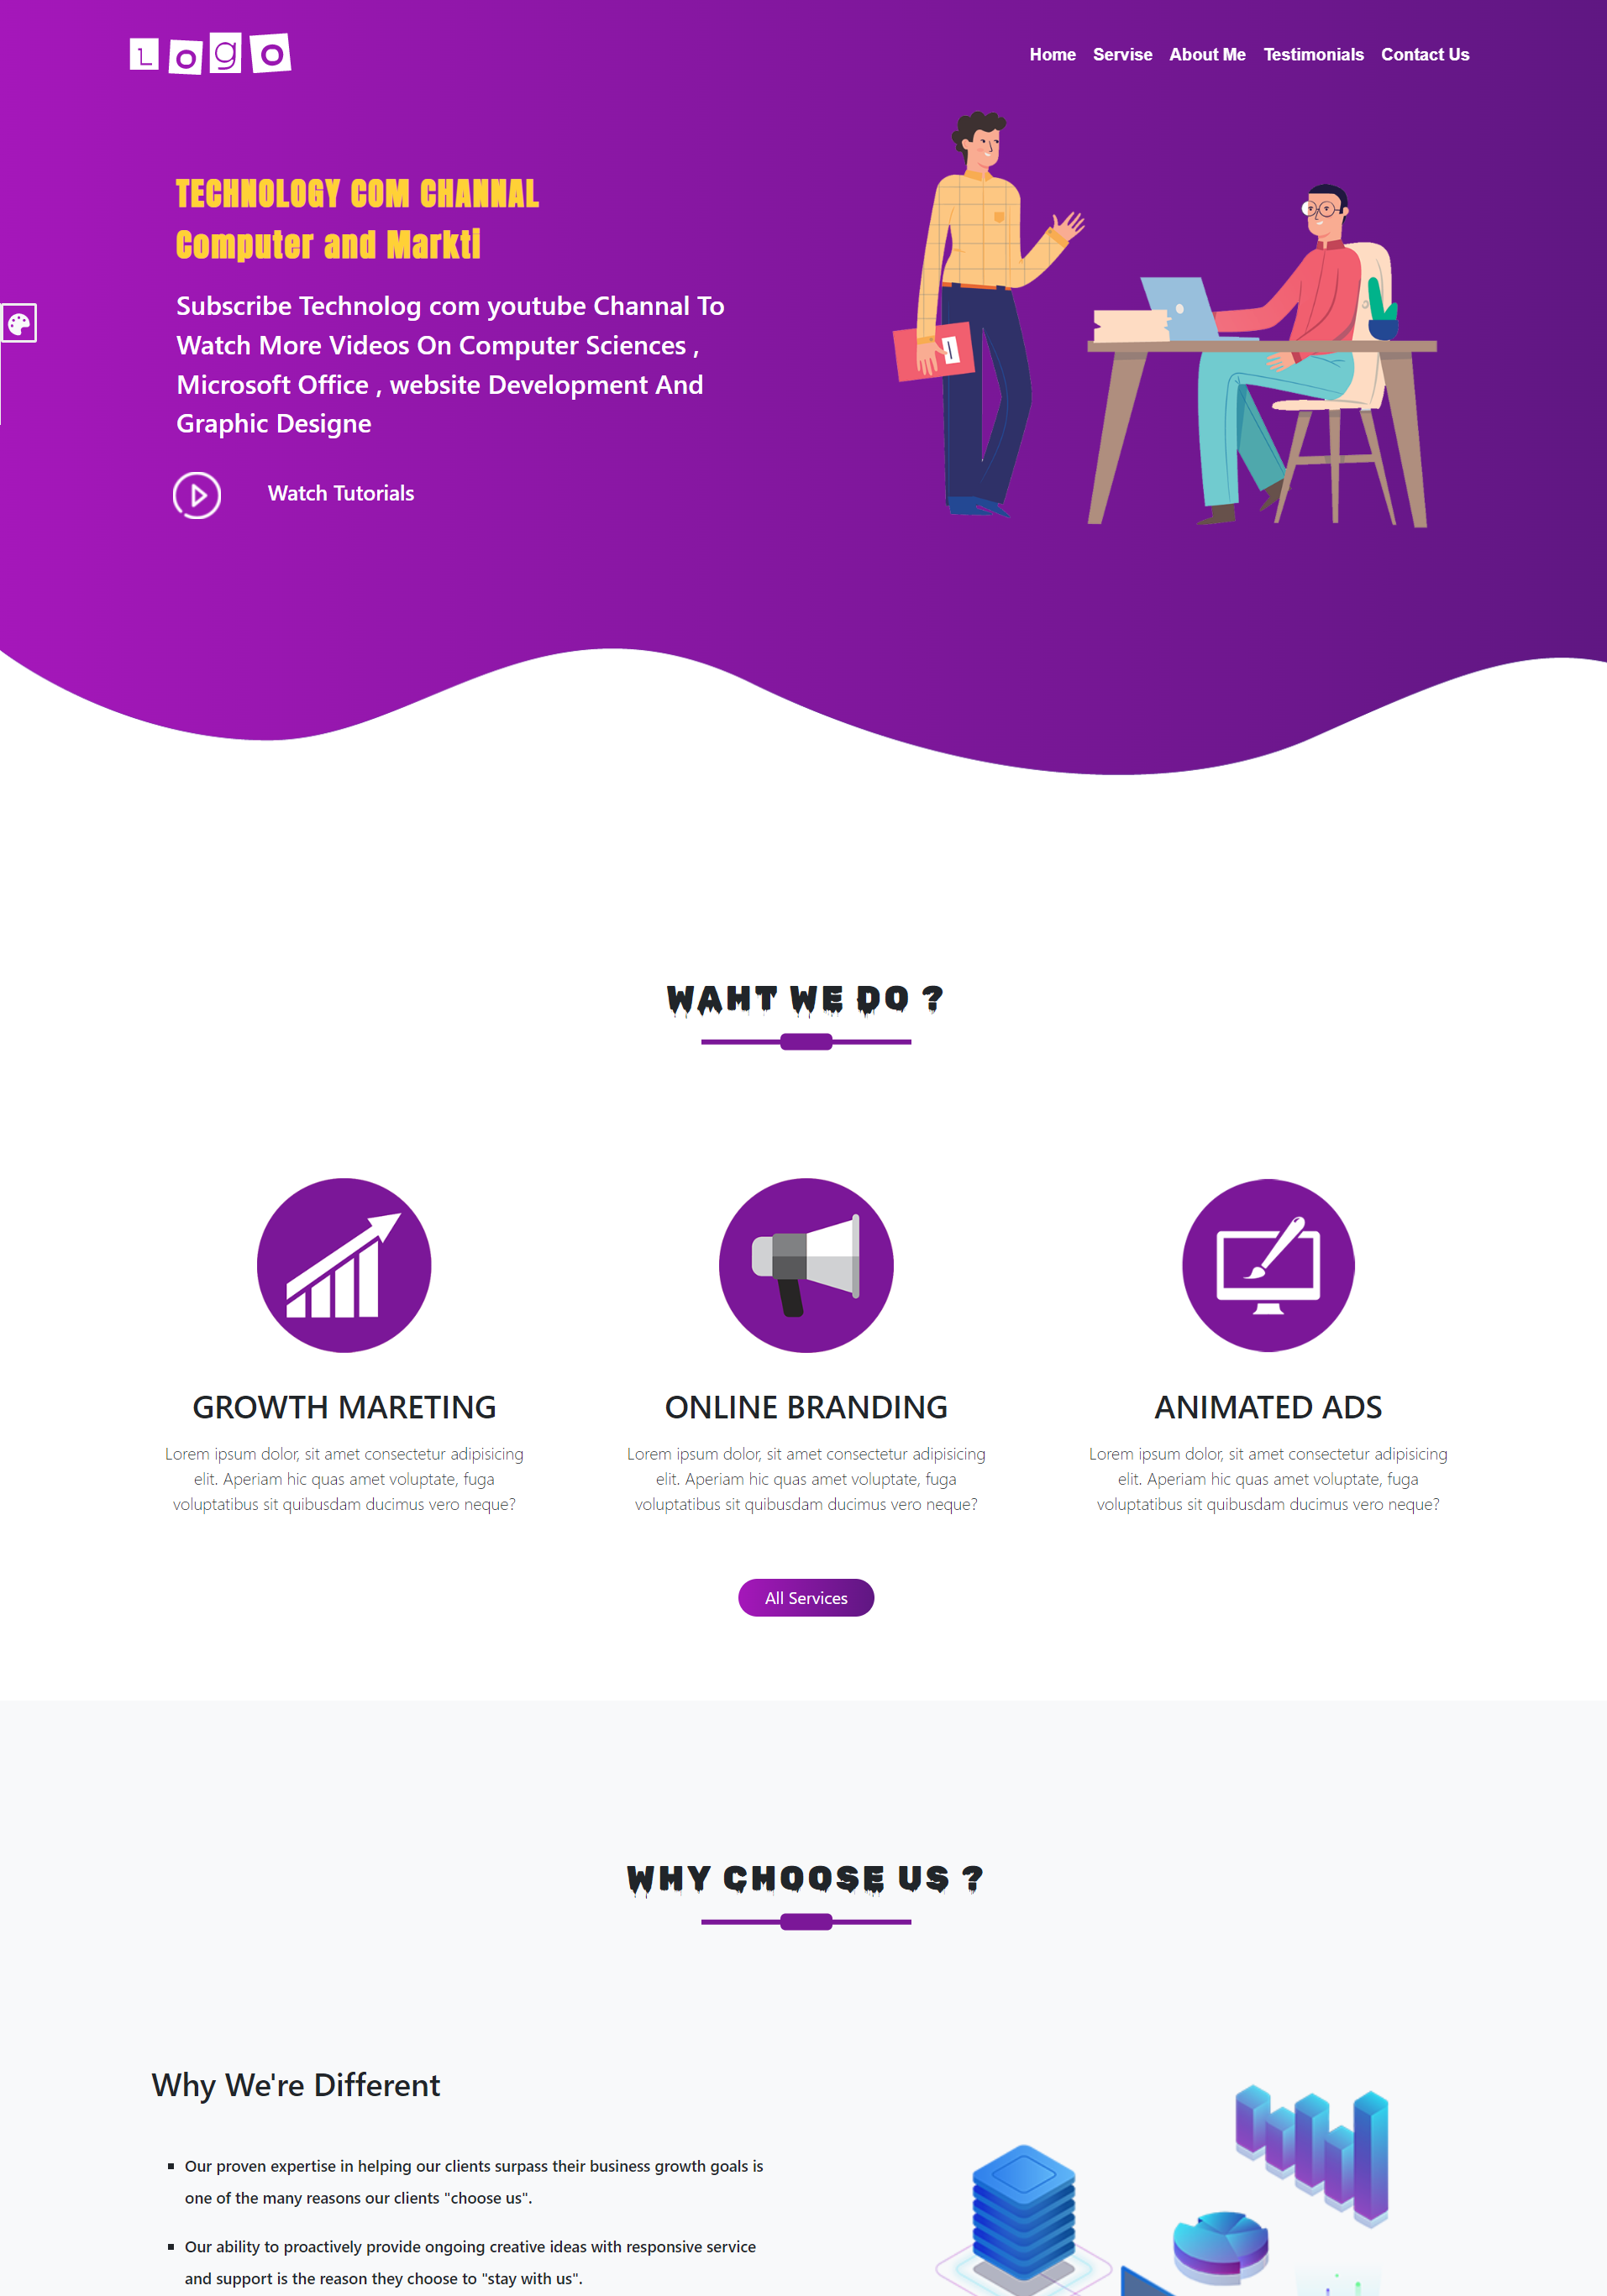 LOgO
Home Servise About Me Testimonials Contact Us
TECHNOLOGY COM CHANNAL
Computer and Markti
Subscribe Technolog com youtube Channal To
Watch More Videos On Computer Sciences ,
Microsoft Office , website Development And
Graphic Designe
Watch Tutorials
WAHT WE DO ?
GROWTH MARETING
Lorem ipsum dolor, sit amet consectetur adipisicing
elit. Aperiam hic quas amet voluptate, fuga
voluptatibus sit quibusdam ducimus vero neque?
ONLINE BRANDING
Lorem ipsum dolor, sit amet consectetur adipisicing
elit. Aperiam hic quas amet voluptate, fuga
voluptatibus sit quibusdam ducimus vero neque?
ANIMATED ADS
Lorem ipsum dolor, sit amet consectetur adipisicing
elit. Aperiam hic quas amet voluptate, fuga
voluptatibus sit quibusdam ducimus vero neque?
All Services
WHY CHOOSE US ?
Why We're Different
Our proven expertise in helping our clients surpass their business growth goals is
one of the many reasons our clients "choose us".
Our ability to proactively provide ongoing creative ideas with responsive service
and support is the reason they choose to "stay with us".